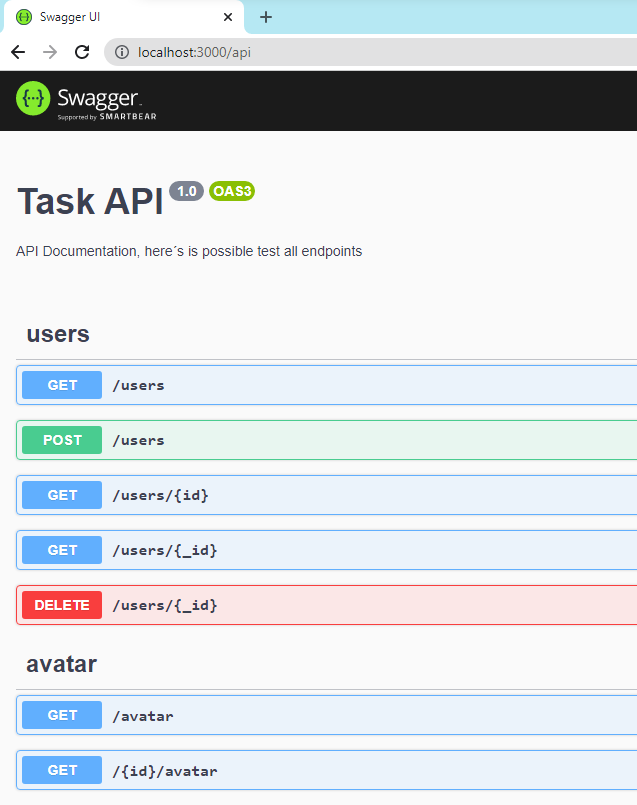 Swagger UI
localhost:3000/api
Swagger.
Supported by SMARTBEAR
Task API 1.0 OAS3
API Documentation, here´s is possible test all endpoints
users
GET /users
POST /users
GET /users/{id}
GET /users/{_id}
DELETE /users/{_id}
avatar
GET /avatar
GET /{id}/avatar